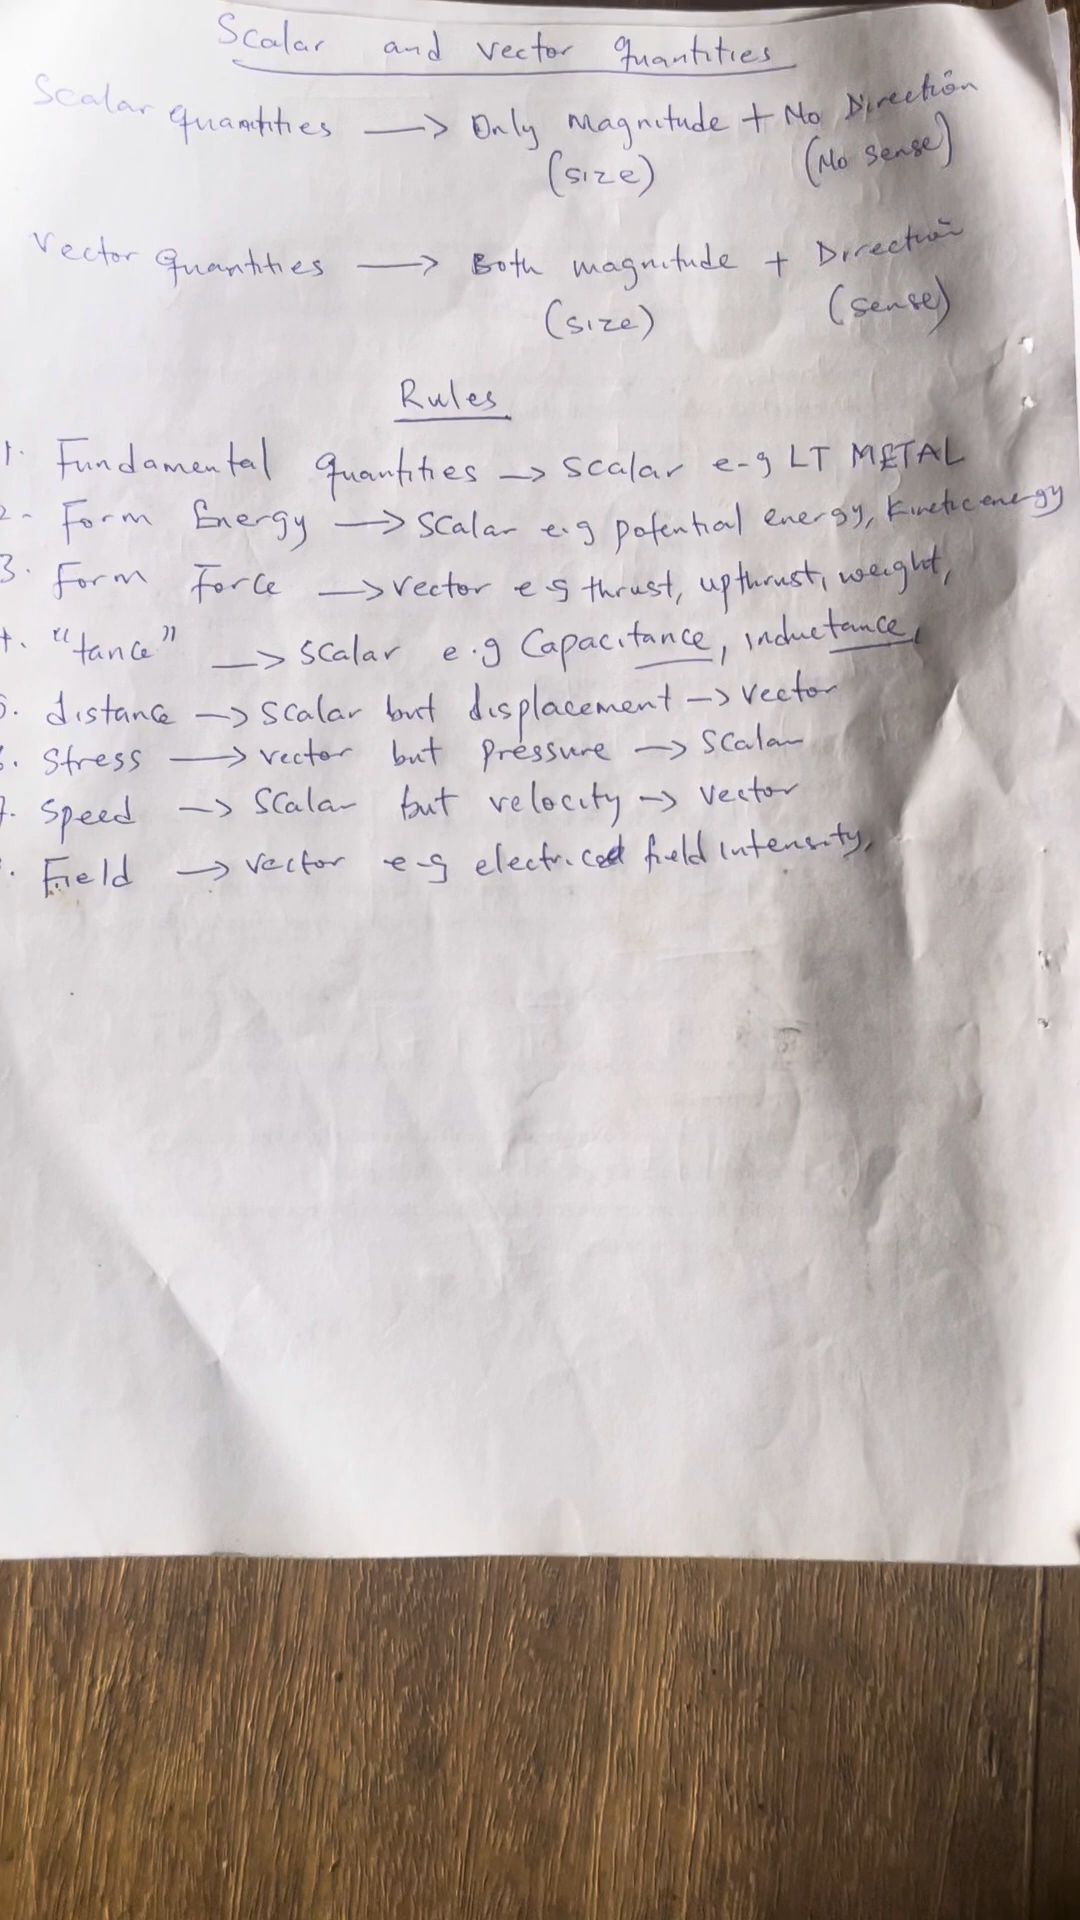 Scalar and vector quantities
Scalar quantities → Only magnitude + No Direction
(size) (No sense)
Vector Quantities → Both magnitude + Direction
(size) (sense)
Rules
1. Fundamental quantities → scalar e-g LT METAL
2- Form Energy → scalar e.g potential energy, kinetic energy
3. Form Force → vector e g thrust, upthrust, weight,
4. "tance" → scalar e.g Capacitance, inductance,
5. distance → scalar but displacement → vector
6. Stress → vector but pressure → scalar
7. Speed → scalar but velocity → vector
. Field → vector e-g electrical field intensity,